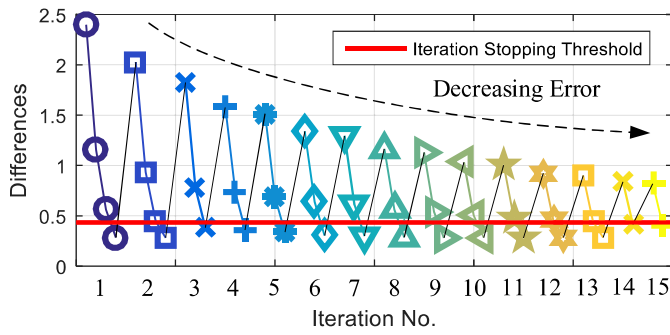 2.5
2
1.5
1
0.5
0
Differences
Iteration Stopping Threshold
Decreasing Error
1 2 3 4 5 6 7 8 9 10 11 12 13 14 15
Iteration No.